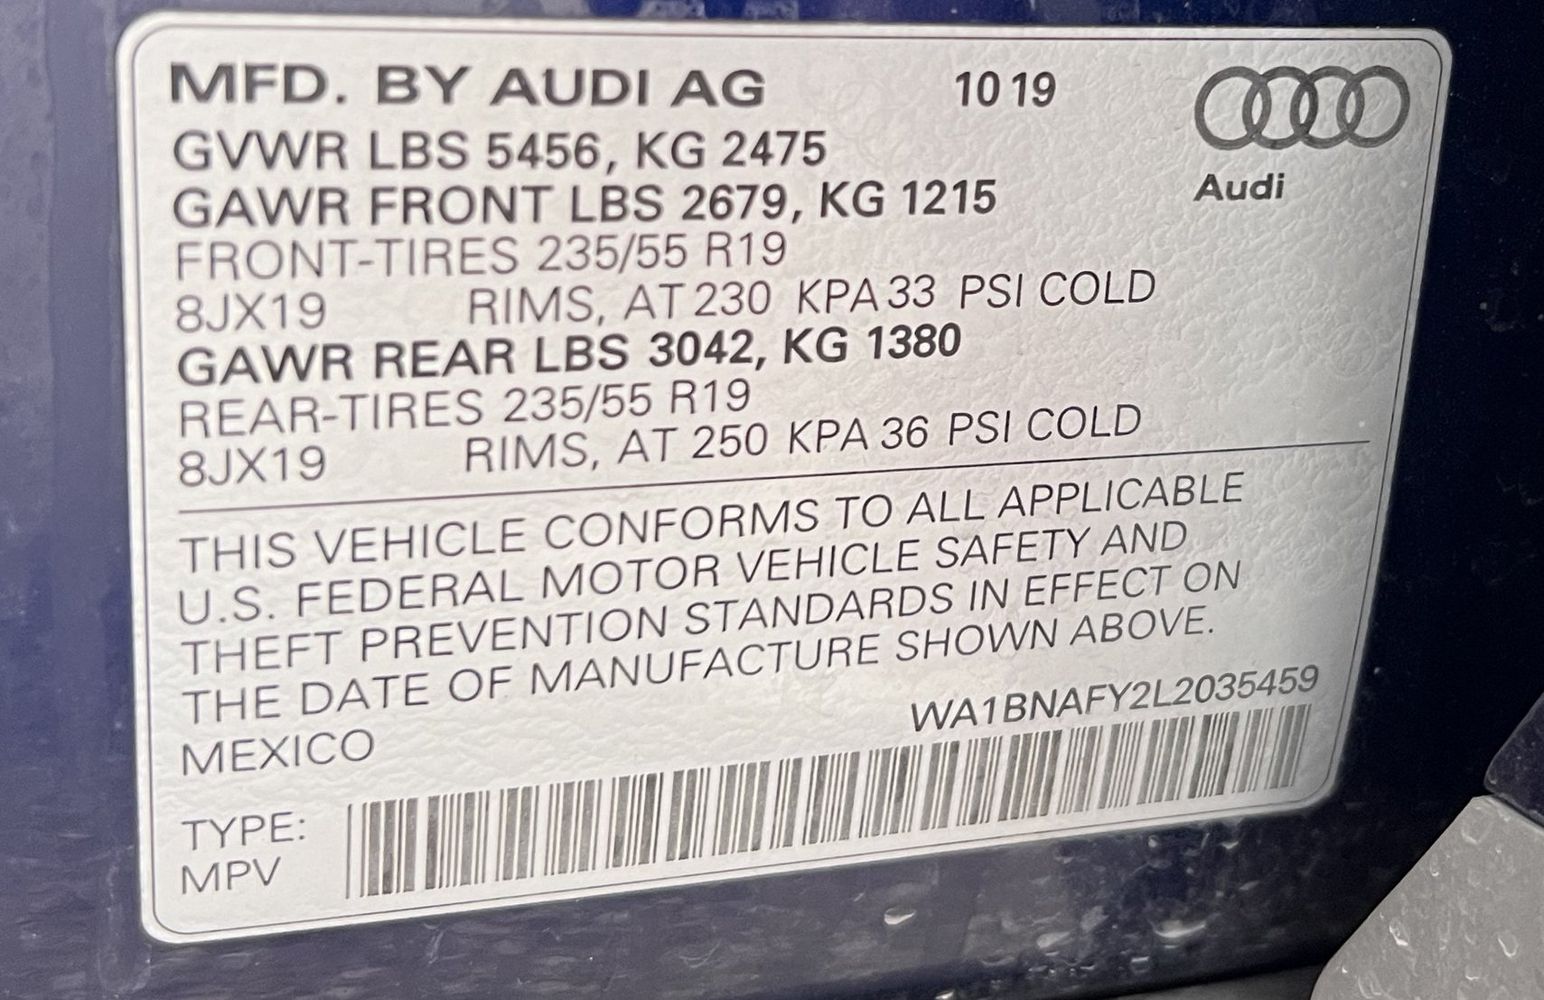 MFD. BY AUDI AG 10 19
GVWR LBS 5456, KG 2475
Audi
GAWR FRONT LBS 2679, KG 1215
FRONT-TIRES 235/55 R19
8JX19 RIMS, AT 230 KPA 33 PSI COLD
GAWR REAR LBS 3042, KG 1380
REAR-TIRES 235/55 R19
8JX19 RIMS, AT 250 KPA 36 PSI COLD
THIS VEHICLE CONFORMS TO ALL APPLICABLE
U.S. FEDERAL MOTOR VEHICLE SAFETY AND
THEFT PREVENTION STANDARDS IN EFFECT ON
THE DATE OF MANUFACTURE SHOWN ABOVE.
WA1BNAFY2L2035459
MEXICO
TYPE:
MPV